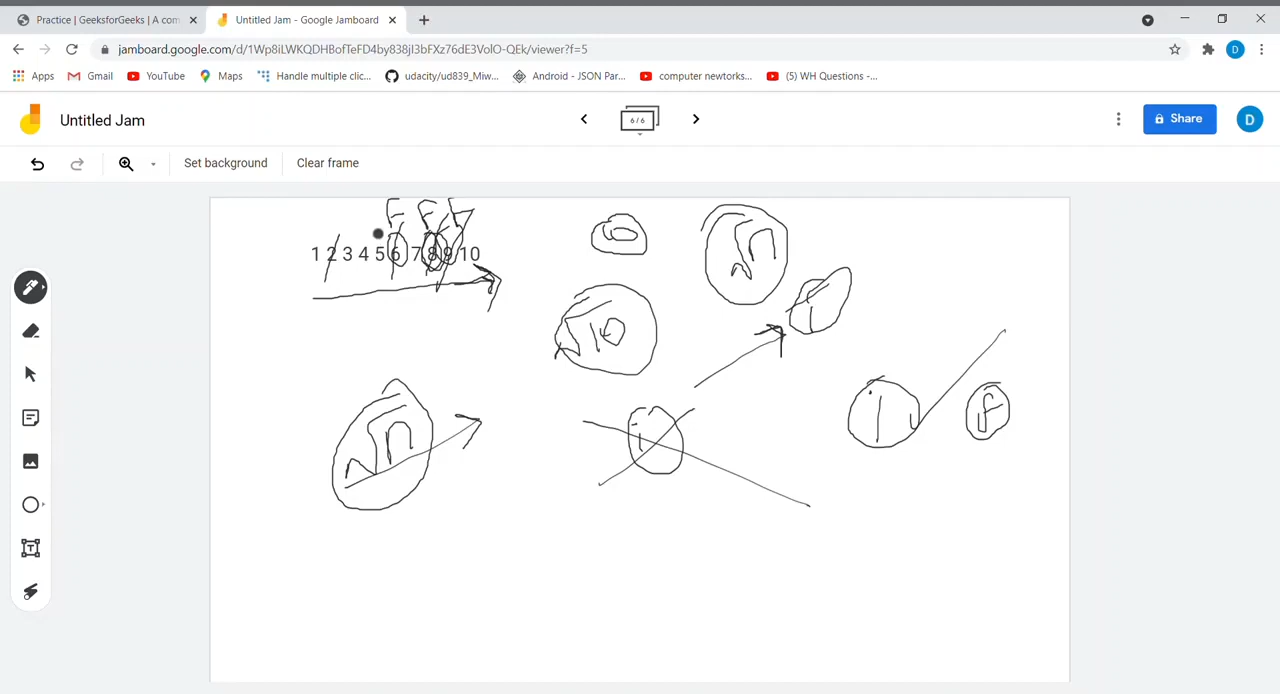 Practice | GeeksforGeeks | A com
Untitled Jam - Google Jamboard
jamboard.google.com/d/1Wp8iLWKQDHBofTeFD4by838jI3bFXz76dE3VolO-QEk/viewer?f=5
Apps Gmail YouTube Maps Handle multiple clic... udacity/ud839_Miw... Android - JSON Par... computer newtorks... (5) WH Questions -...
D
Untitled Jam
6/6
Share
D
Set background
Clear frame
F F F
1 2 3 4 5 6 7 8 9 10
√n
√10
i
√n
i
i
f